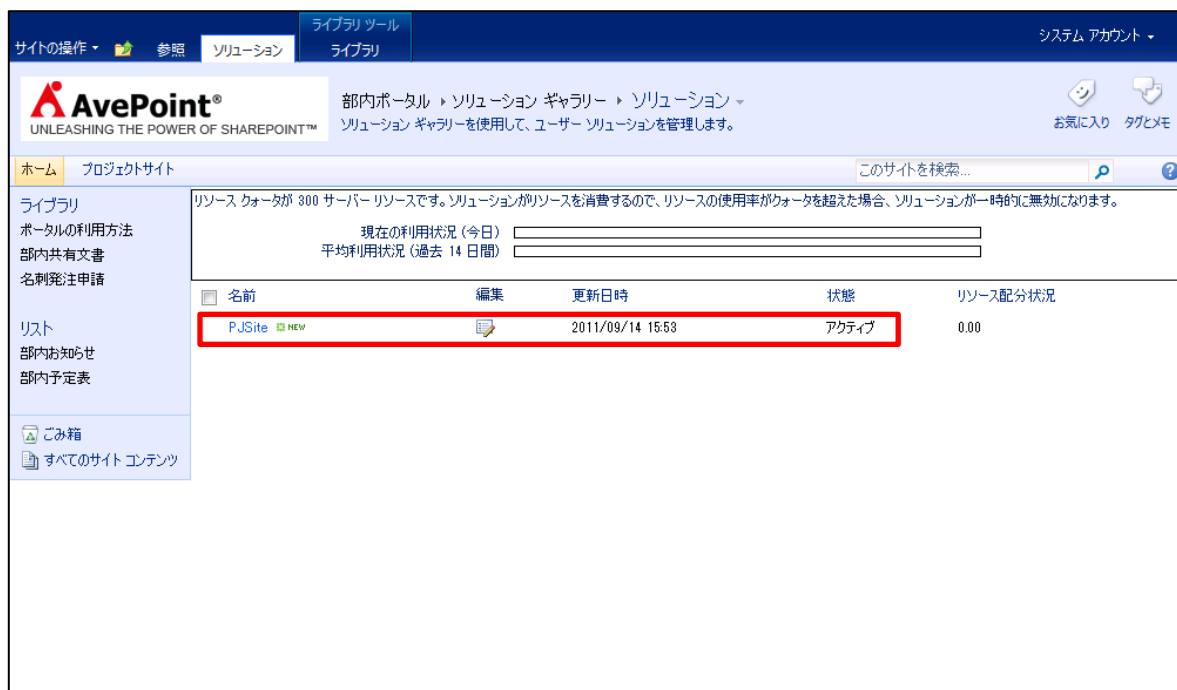 ライブラリ ツール
サイトの操作 参照 ソリューション ライブラリ システム アカウント
AvePoint®
UNLEASHING THE POWER OF SHAREPOINT™
部内ポータル ソリューション ギャラリー ソリューション
ソリューション ギャラリーを使用して、ユーザー ソリューションを管理します。
お気に入り タグとメモ
ホーム プロジェクトサイト このサイトを検索...
リソース クォータが 300 サーバー リソースです。ソリューションがリソースを消費するので、リソースの使用率がクォータを超えた場合、ソリューションが一時的に無効になります。
現在の利用状況 (今日)
平均利用状況 (過去 14 日間)
ライブラリ
ポータルの利用方法
部内共有文書
名刺発注申請
リスト
部内お知らせ
部内予定表
ごみ箱
すべてのサイト コンテンツ
名前 編集 更新日時 状態 リソース配分状況
PJSite NEW 2011/09/14 15:53 アクティブ 0.00